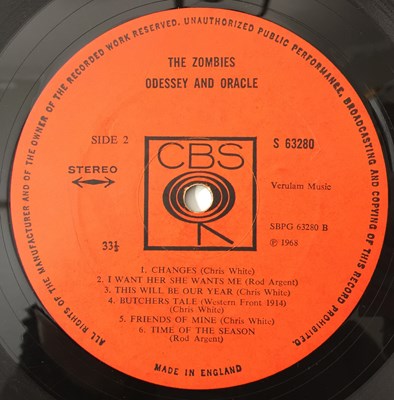 ALL RIGHTS OF THE MANUFACTURER AND OF THE OWNER OF THE RECORDED WORK RESERVED. UNAUTHORIZED PUBLIC PERFORMANCE, BROADCASTING AND COPYING OF THIS RECORD PROHIBITED.
THE ZOMBIES
ODESSEY AND ORACLE
SIDE 2
S 63280
CBS
STEREO
Verulam Music
33⅓
SBPG 63280 B
℗ 1968
1. CHANGES (Chris White)
2. I WANT HER SHE WANTS ME (Rod Argent)
3. THIS WILL BE OUR YEAR (Chris White)
4. BUTCHERS TALE (Western Front 1914)
(Chris White)
5. FRIENDS OF MINE (Chris White)
6. TIME OF THE SEASON
(Rod Argent)
MADE IN ENGLAND